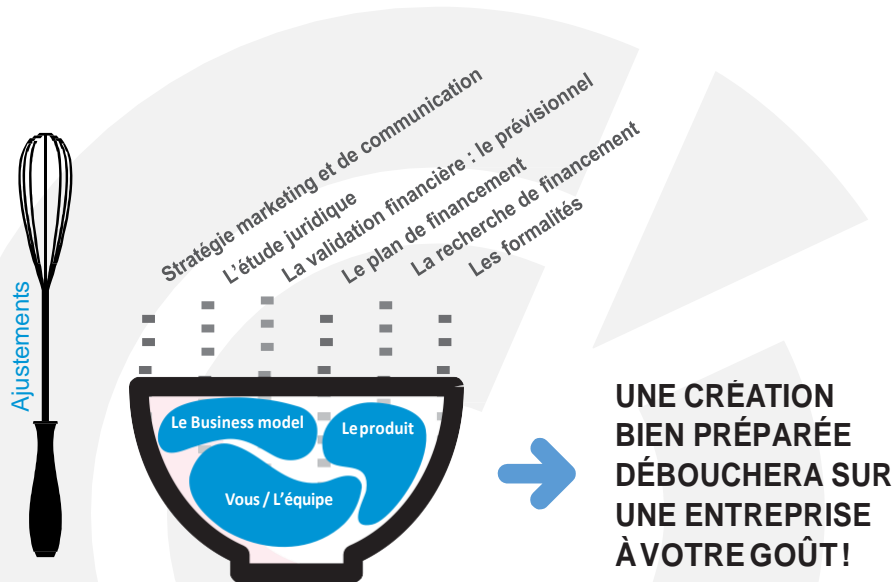 Ajustements
Stratégie marketing et de communication
L'étude juridique
La validation financière : le prévisionnel
Le plan de financement
La recherche de financement
Les formalités
Le Business model
Le produit
Vous / L'équipe
UNE CRÉATION
BIEN PRÉPARÉE
DÉBOUCHERA SUR
UNE ENTREPRISE
À VOTRE GOÛT !